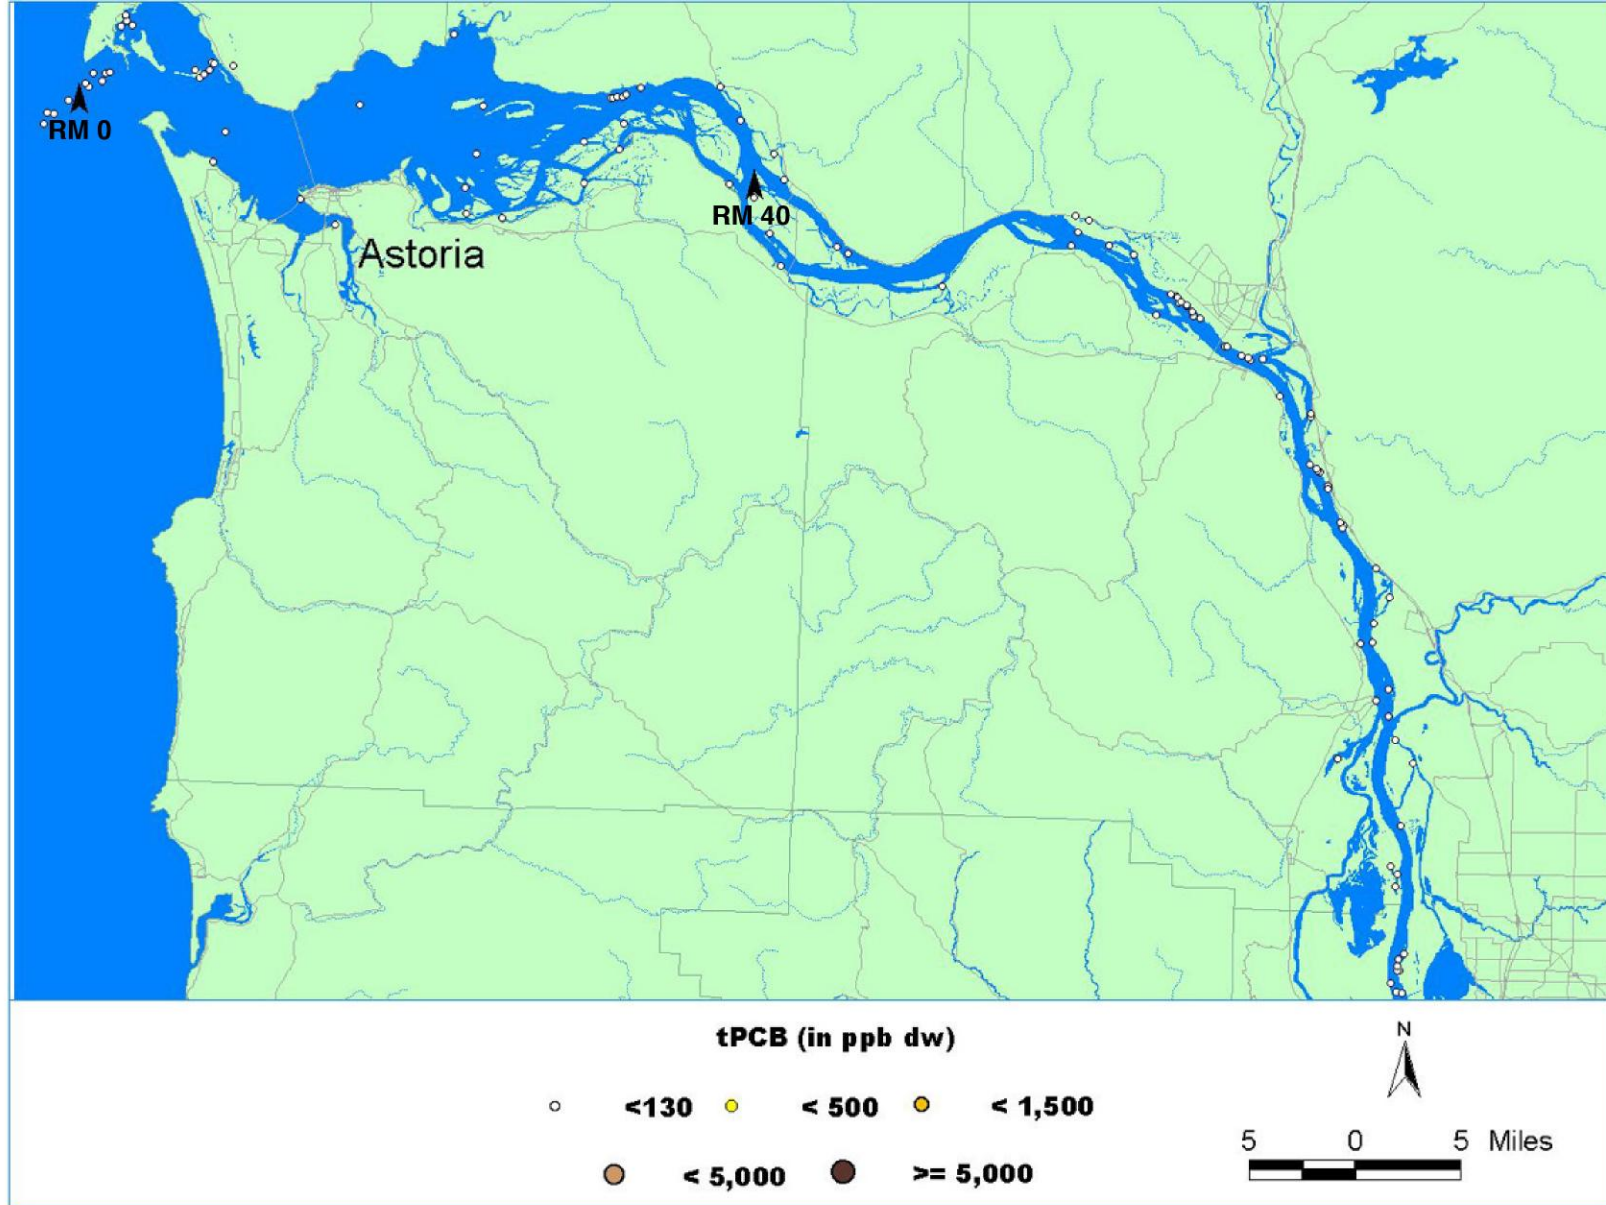 RM 0
RM 40
Astoria
tPCB (in ppb dw)
<130 < 500 < 1,500
< 5,000 >= 5,000
N
5 0 5 Miles